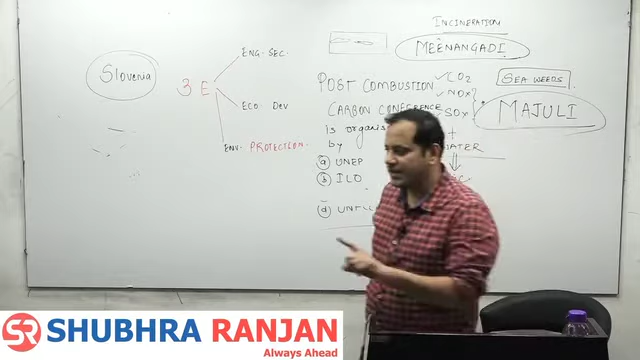 INCINERATION
MEENANGADI
Slovenia
3 E
ENG. SEC.
ECO. DEV
ENV. PROTECTION.
POST COMBUSTION
CO2
NOX
SOX
+
WATER
SEA WEEDS
MAJULI
CARBON CONFERENCE
is organis
by
(a) UNEP
(b) ILO
(d)
SR SHUBHRA RANJAN
Always Ahead